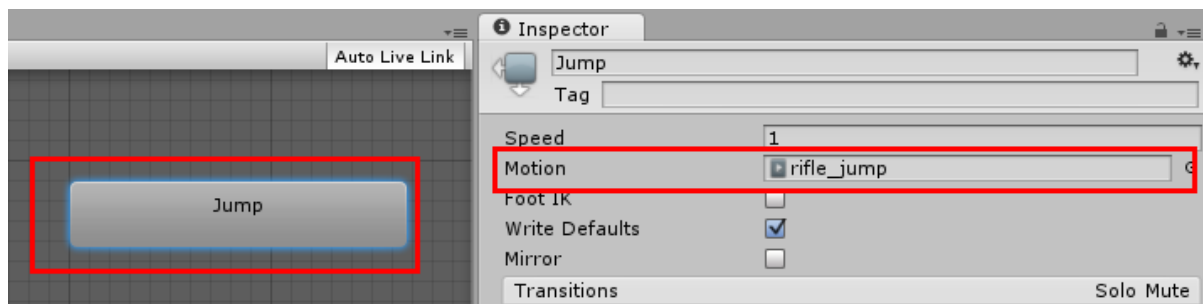 Inspector
Auto Live Link
Jump
Tag
Speed 1
Motion rifle_jump
Foot IK
Write Defaults
Mirror
Transitions Solo Mute
Jump